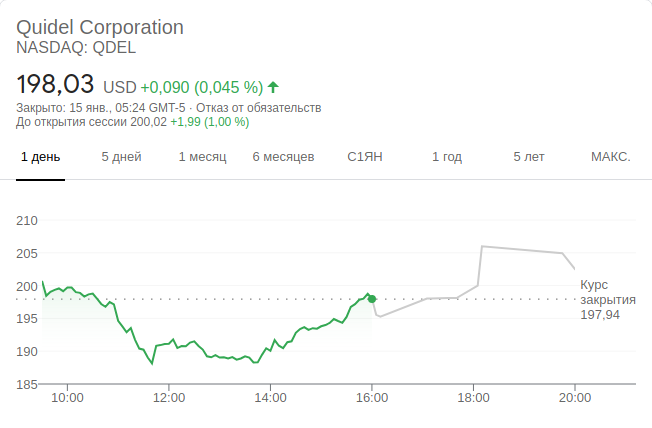 Quidel Corporation
NASDAQ: QDEL
198,03 USD +0,090 (0,045 %)
Закрыто: 15 янв., 05:24 GMT-5 · Отказ от обязательств
До открытия сессии 200,02 +1,99 (1,00 %)
1 день 5 дней 1 месяц 6 месяцев С1ЯН 1 год 5 лет МАКС.
210
205
200
195
190
185
Курс
закрытия
197,94
10:00 12:00 14:00 16:00 18:00 20:00